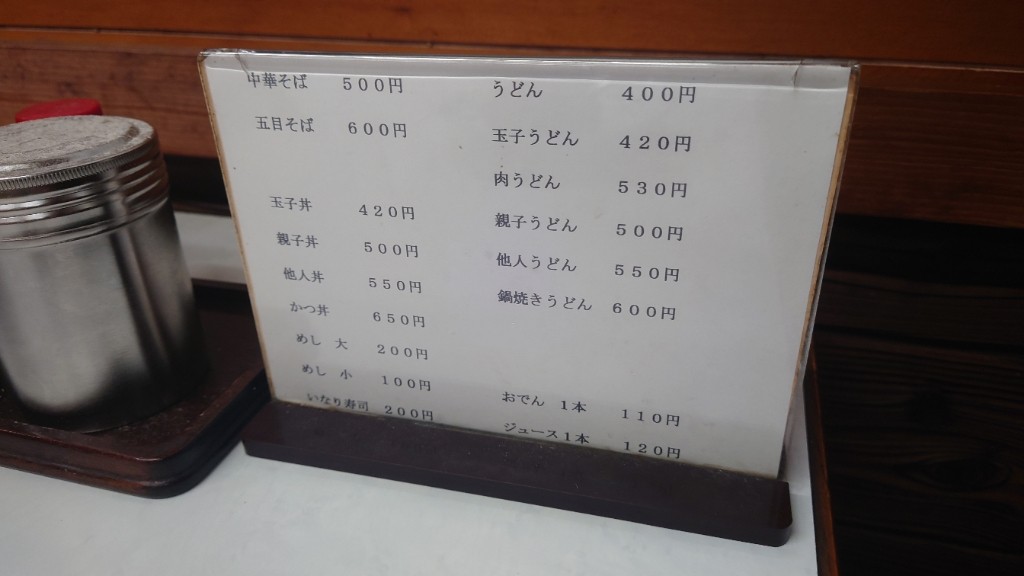 中華そば 500円
五目そば 600円
玉子丼 420円
親子丼 500円
他人丼 550円
かつ丼 650円
めし 大 200円
めし 小 100円
いなり寿司 200円
うどん 400円
玉子うどん 420円
肉うどん 530円
親子うどん 500円
他人うどん 550円
鍋焼きうどん 600円
おでん 1本 110円
ジュース1本 120円